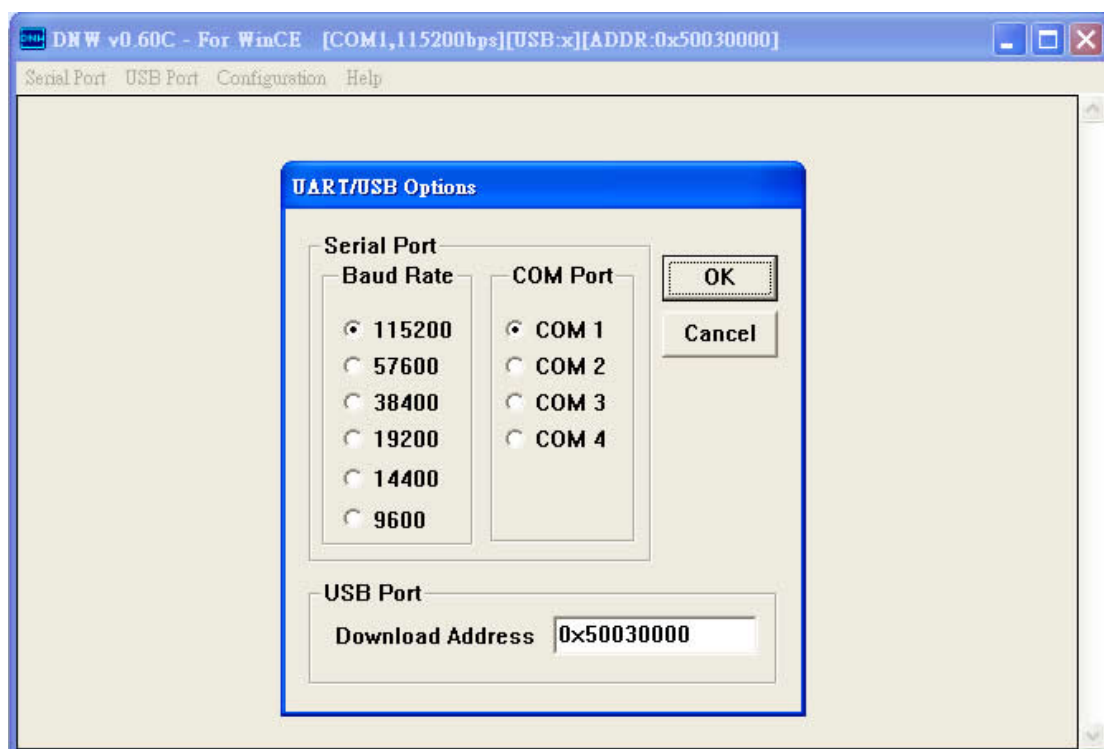 DNW v0.60C - For WinCE [COM1,115200bps][USB:x][ADDR:0x50030000]
Serial Port USB Port Configuration Help
UART/USB Options
Serial Port
Baud Rate
115200
57600
38400
19200
14400
9600
COM Port
COM 1
COM 2
COM 3
COM 4
OK
Cancel
USB Port
Download Address 0x50030000